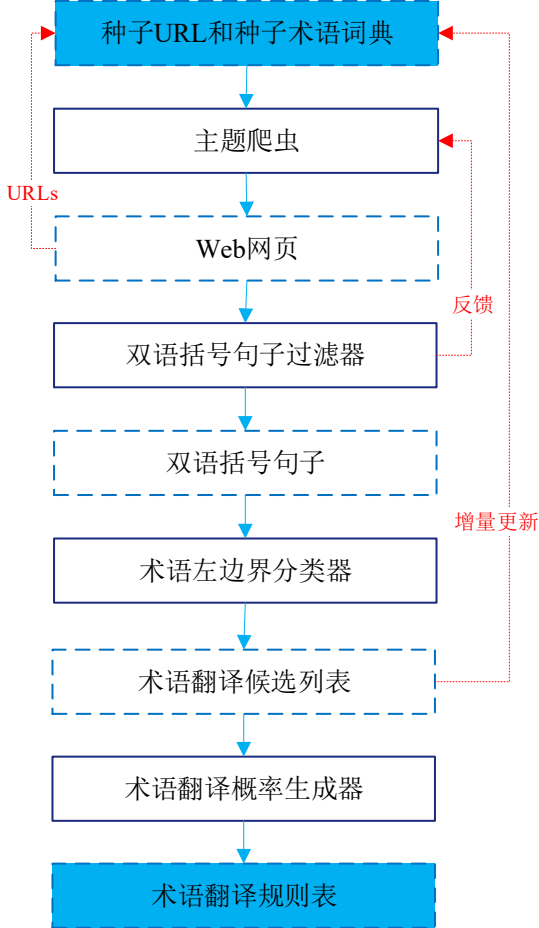 种子URL和种子术语词典
主题爬虫
URLs
Web网页
反馈
双语括号句子过滤器
双语括号句子
增量更新
术语左边界分类器
术语翻译候选列表
术语翻译概率生成器
术语翻译规则表